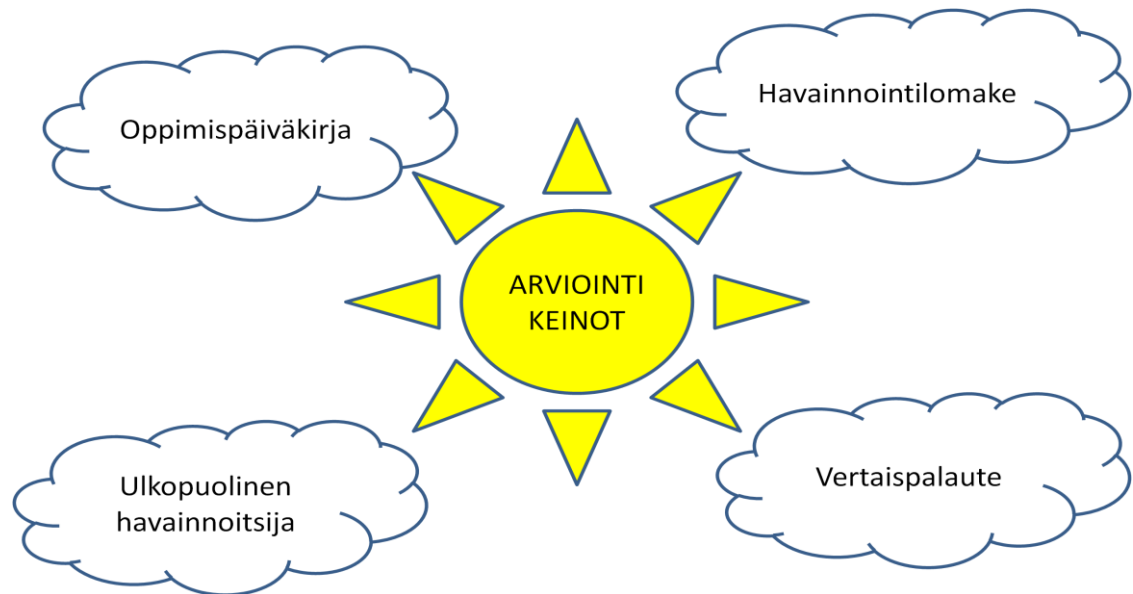 Oppimispäiväkirja
Havainnointilomake
ARVIOINTI
KEINOT
Ulkopuolinen
havainnoitsija
Vertaispalaute